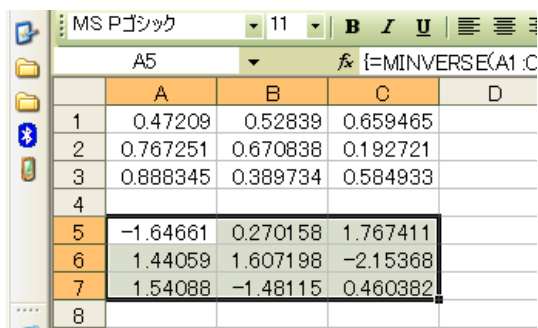 MS Pゴシック 11 B I U
A5 fx {=MINVERSE(A1:C
A B C D
1 0.47209 0.52839 0.659465
2 0.767251 0.670838 0.192721
3 0.888345 0.389734 0.584933
4
5 -1.64661 0.270158 1.767411
6 1.44059 1.607198 -2.15368
7 1.54088 -1.48115 0.460382
8